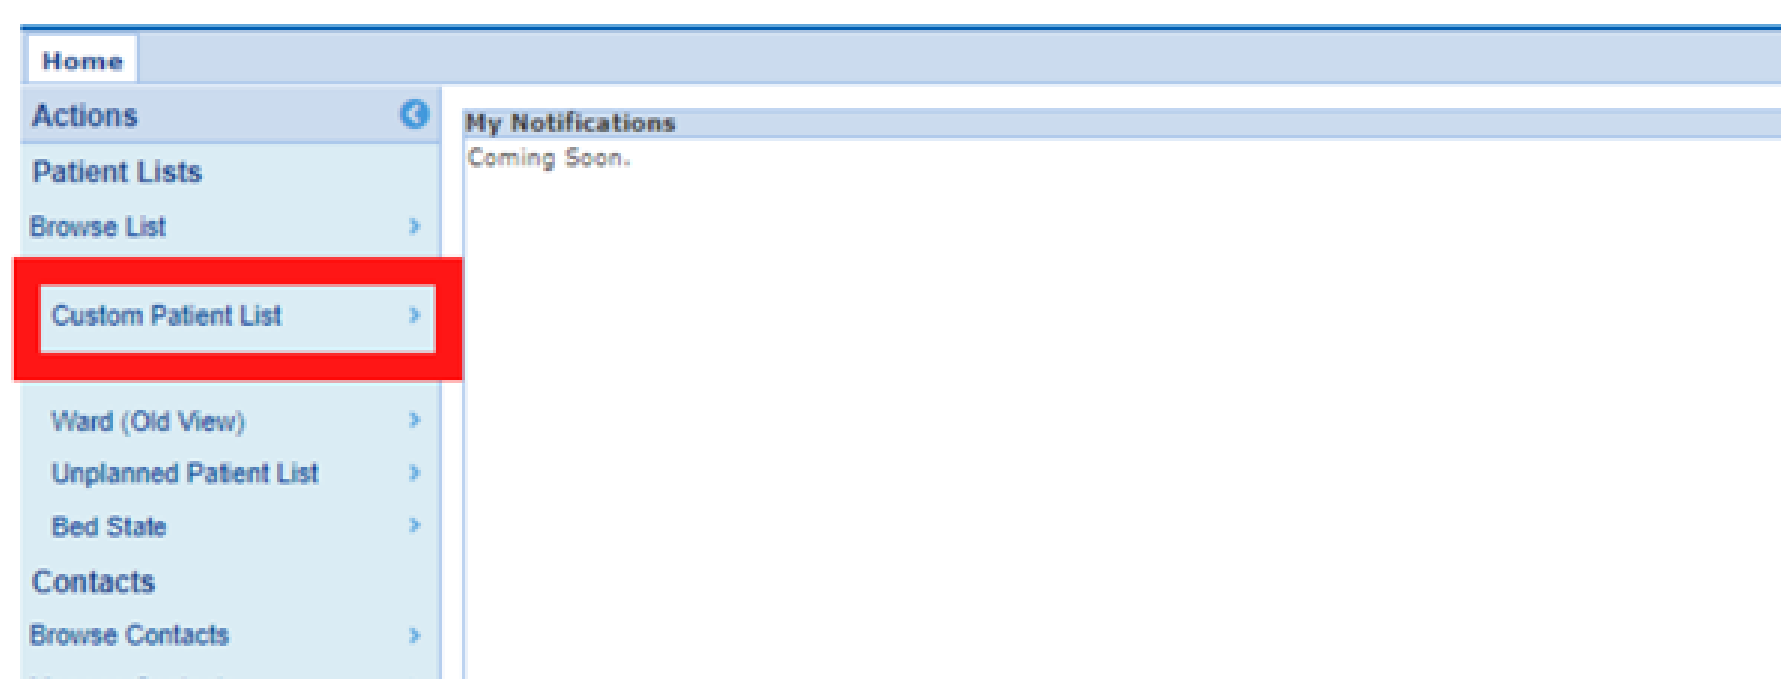 Home
Actions
Patient Lists
Browse List
Custom Patient List
Ward (Old View)
Unplanned Patient List
Bed State
Contacts
Browse Contacts
My Notifications
Coming Soon.